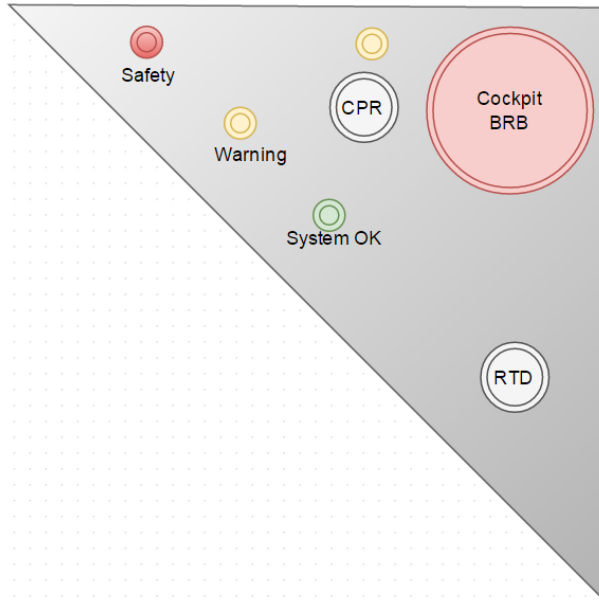 Safety
CPR
Cockpit
BRB
Warning
System OK
RTD